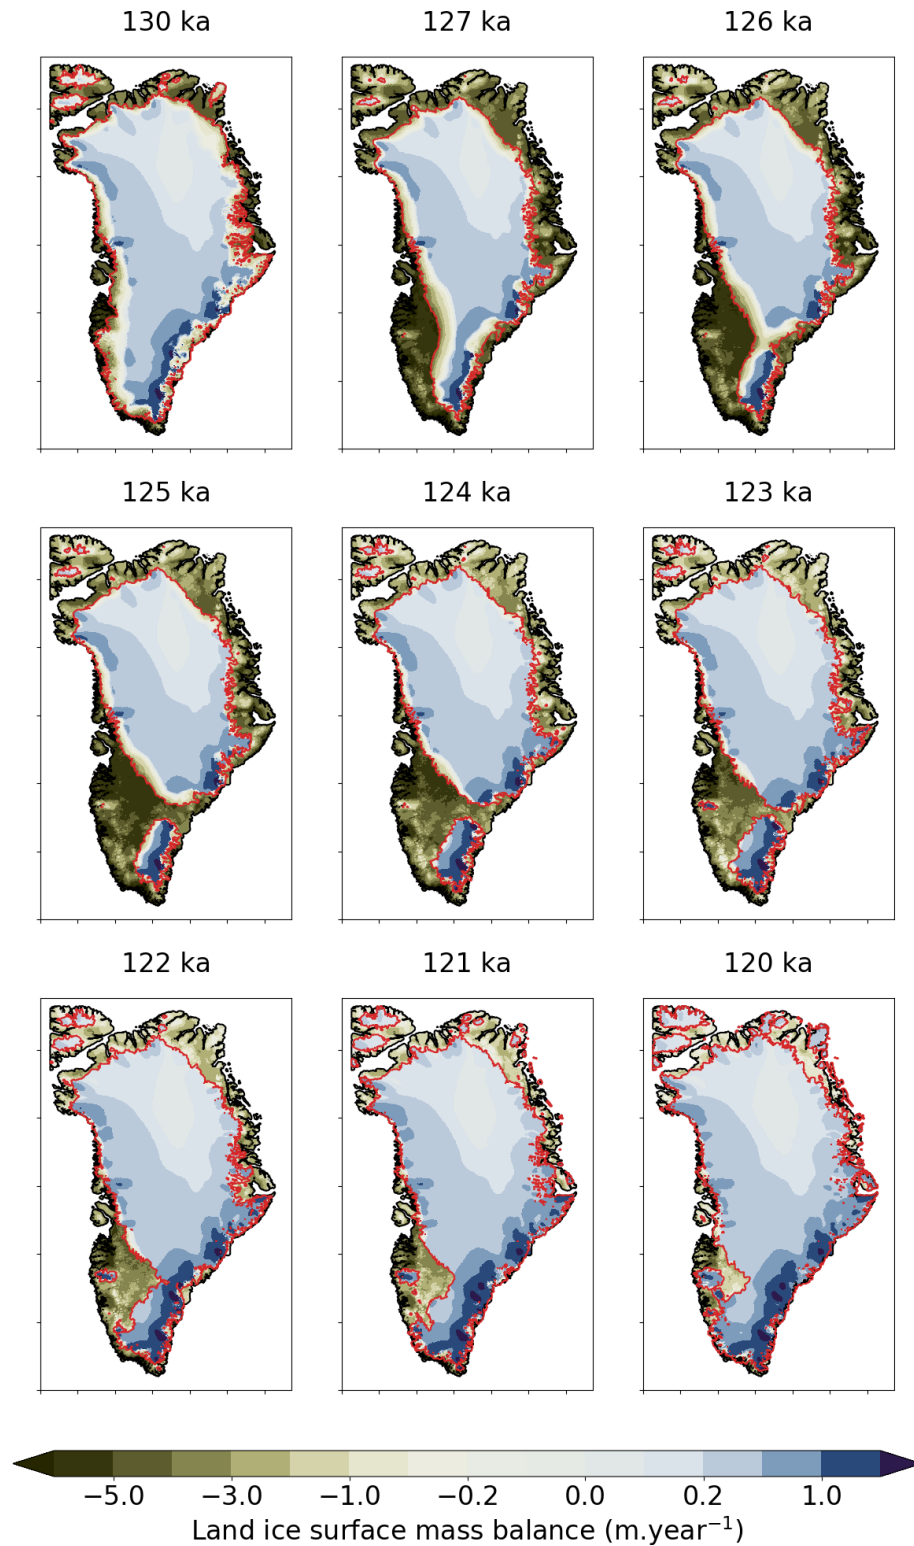 130 ka 127 ka 126 ka
125 ka 124 ka 123 ka
122 ka 121 ka 120 ka
−5.0 −3.0 −1.0 −0.2 0.0 0.2 1.0
Land ice surface mass balance (m.year⁻¹)